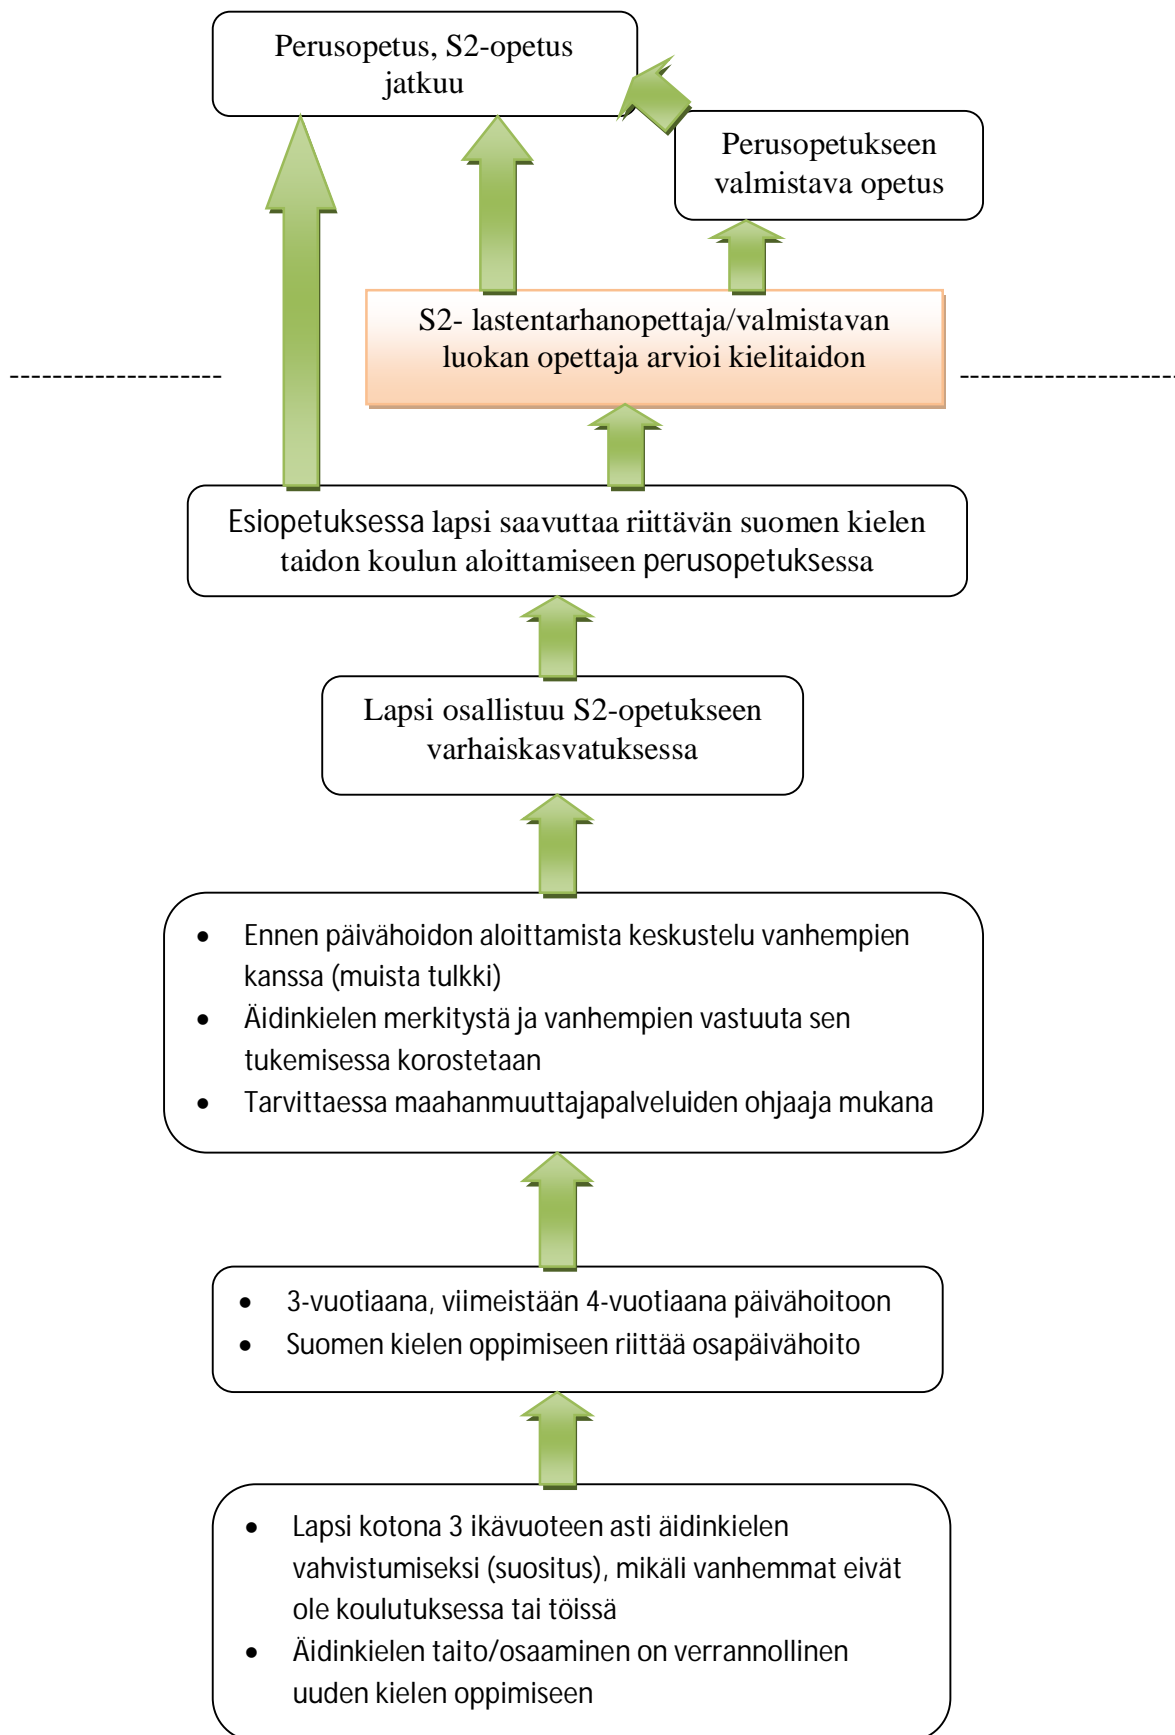 Perusopetus, S2-opetus
jatkuu
Perusopetukseen
valmistava opetus
S2- lastentarhanopettaja/valmistavan
luokan opettaja arvioi kielitaidon
Esiopetuksessa lapsi saavuttaa riittävän suomen kielen
taidon koulun aloittamiseen perusopetuksessa
Lapsi osallistuu S2-opetukseen
varhaiskasvatuksessa
• Ennen päivähoidon aloittamista keskustelu vanhempien
kanssa (muista tulkki)
• Äidinkielen merkitystä ja vanhempien vastuuta sen
tukemisessa korostetaan
• Tarvittaessa maahanmuuttajapalveluiden ohjaaja mukana
• 3-vuotiaana, viimeistään 4-vuotiaana päivähoitoon
• Suomen kielen oppimiseen riittää osapäivähoito
• Lapsi kotona 3 ikävuoteen asti äidinkielen
vahvistumiseksi (suositus), mikäli vanhemmat eivät
ole koulutuksessa tai töissä
• Äidinkielen taito/osaaminen on verrannollinen
uuden kielen oppimiseen